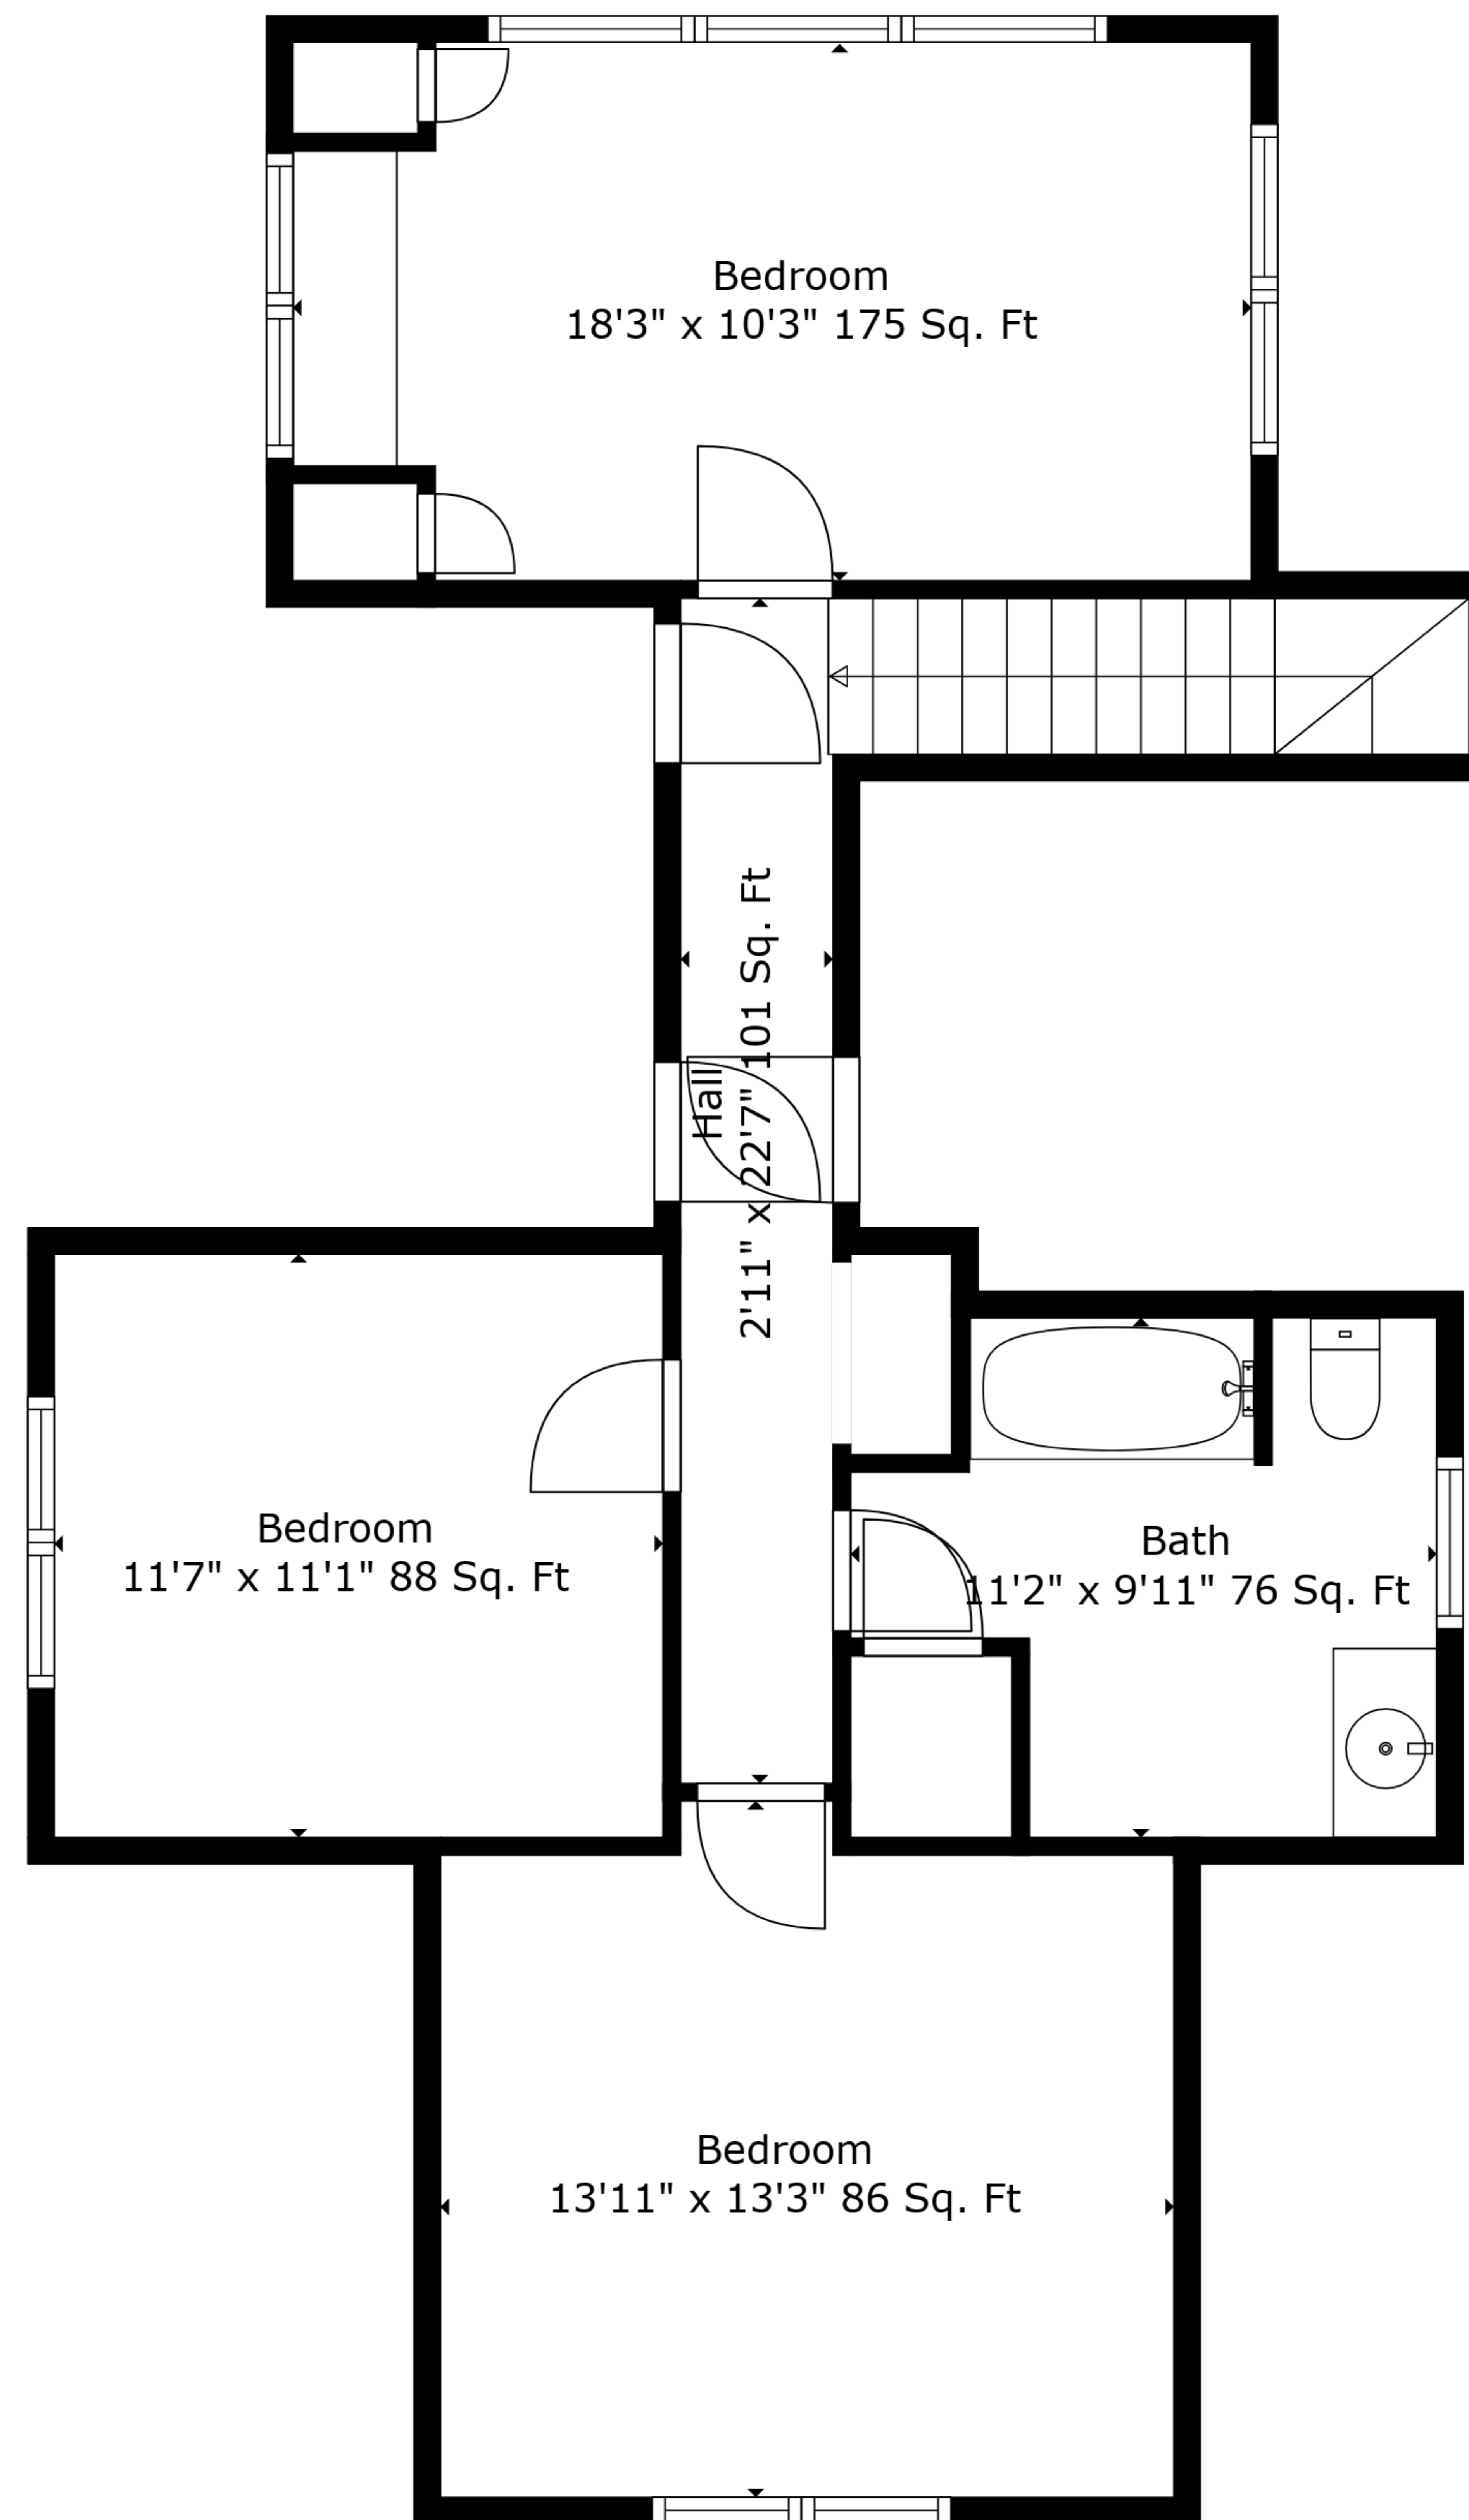 Bedroom
18'3" x 10'3" 175 Sq. Ft
Hall
2'11" x 22'7" 101 Sq. Ft
Bedroom
11'7" x 11'1" 88 Sq. Ft
Bath
11'2" x 9'11" 76 Sq. Ft
Bedroom
13'11" x 13'3" 86 Sq. Ft